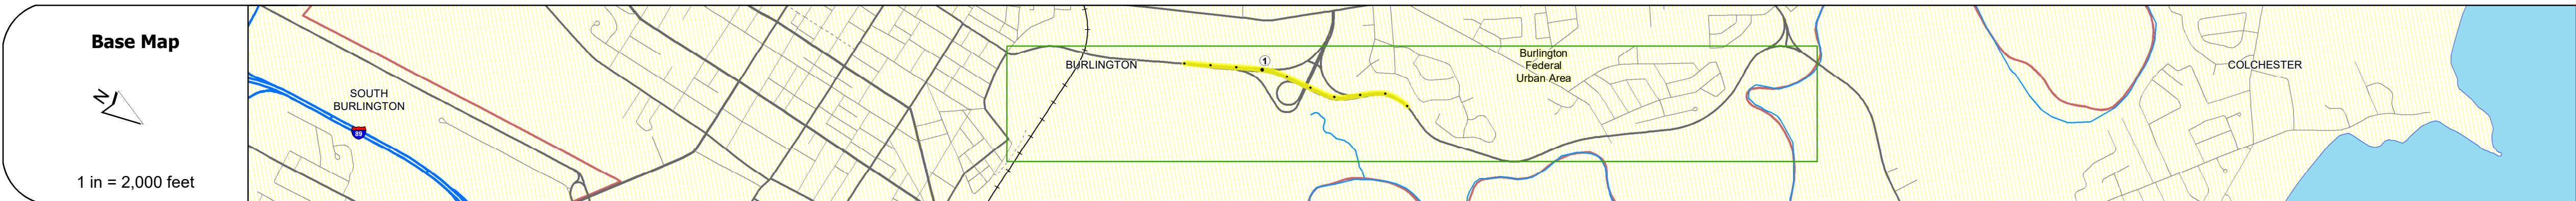 Base Map
N
1 in = 2,000 feet
SOUTH
BURLINGTON
89
BURLINGTON
1
Burlington
Federal
Urban Area
COLCHESTER